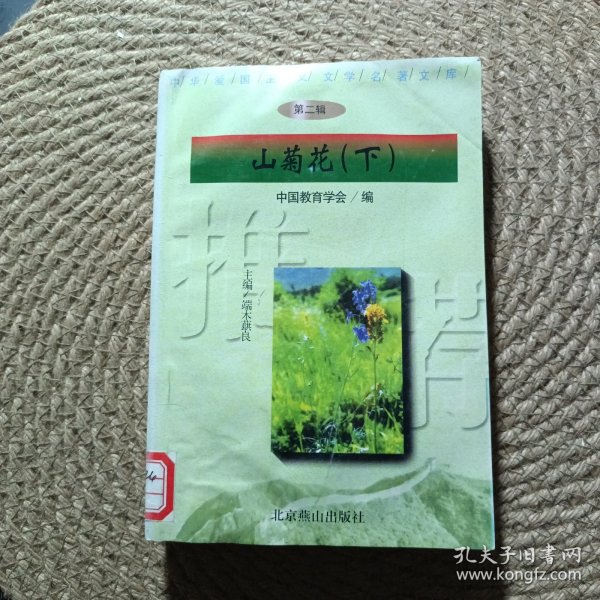 中/华/爱/国/主/义/文/学/名/著/文/库/
第二辑
山菊花(下)
中国教育学会/编
推荐
主编/端木蕻良
北京燕山出版社
孔夫子旧书网
www.kongfz.com